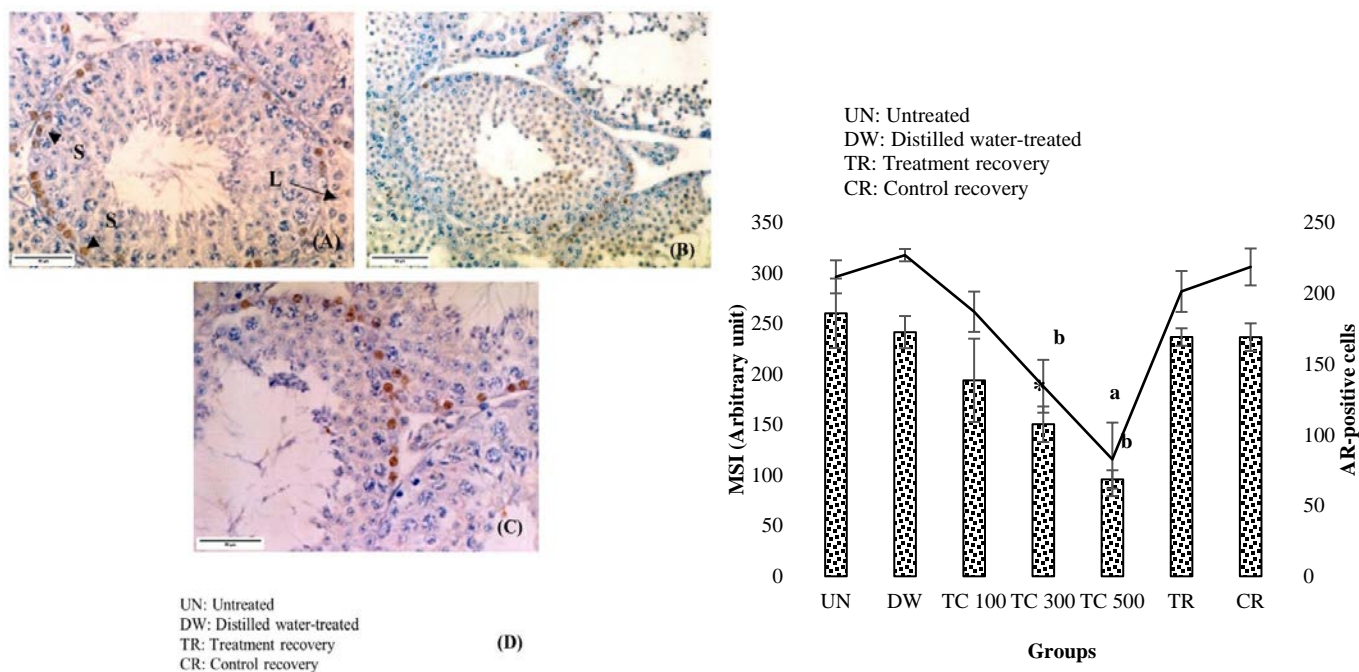 S
L
S
(A)
(B)
(C)
UN: Untreated
DW: Distilled water-treated
TR: Treatment recovery
CR: Control recovery
(D)
UN: Untreated
DW: Distilled water-treated
TR: Treatment recovery
CR: Control recovery
MSI (Arbitrary unit)
350
300
250
200
150
100
50
0
b
*
a
b
250
200
150
100
50
0
AR-positive cells
UN DW TC 100 TC 300 TC 500 TR CR
Groups